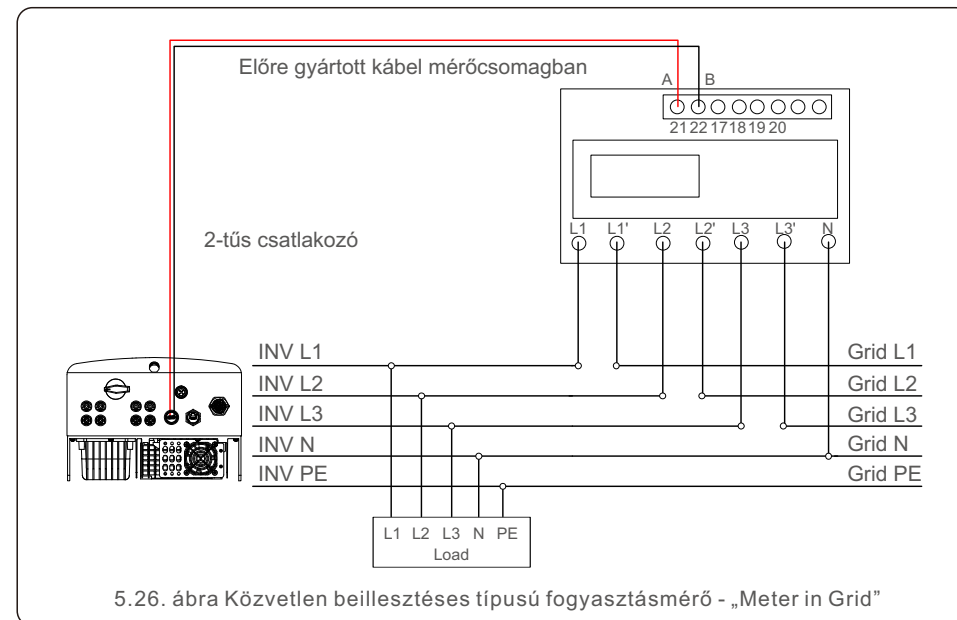 Előre gyártott kábel mérőcsomagban
A B
21 22 17 18 19 20
2-tűs csatlakozó
L1 L1' L2 L2' L3 L3' N
INV L1 Grid L1
INV L2 Grid L2
INV L3 Grid L3
INV N Grid N
INV PE Grid PE
L1 L2 L3 N PE
Load
5.26. ábra Közvetlen beillesztéses típusú fogyasztásmérő - „Meter in Grid”